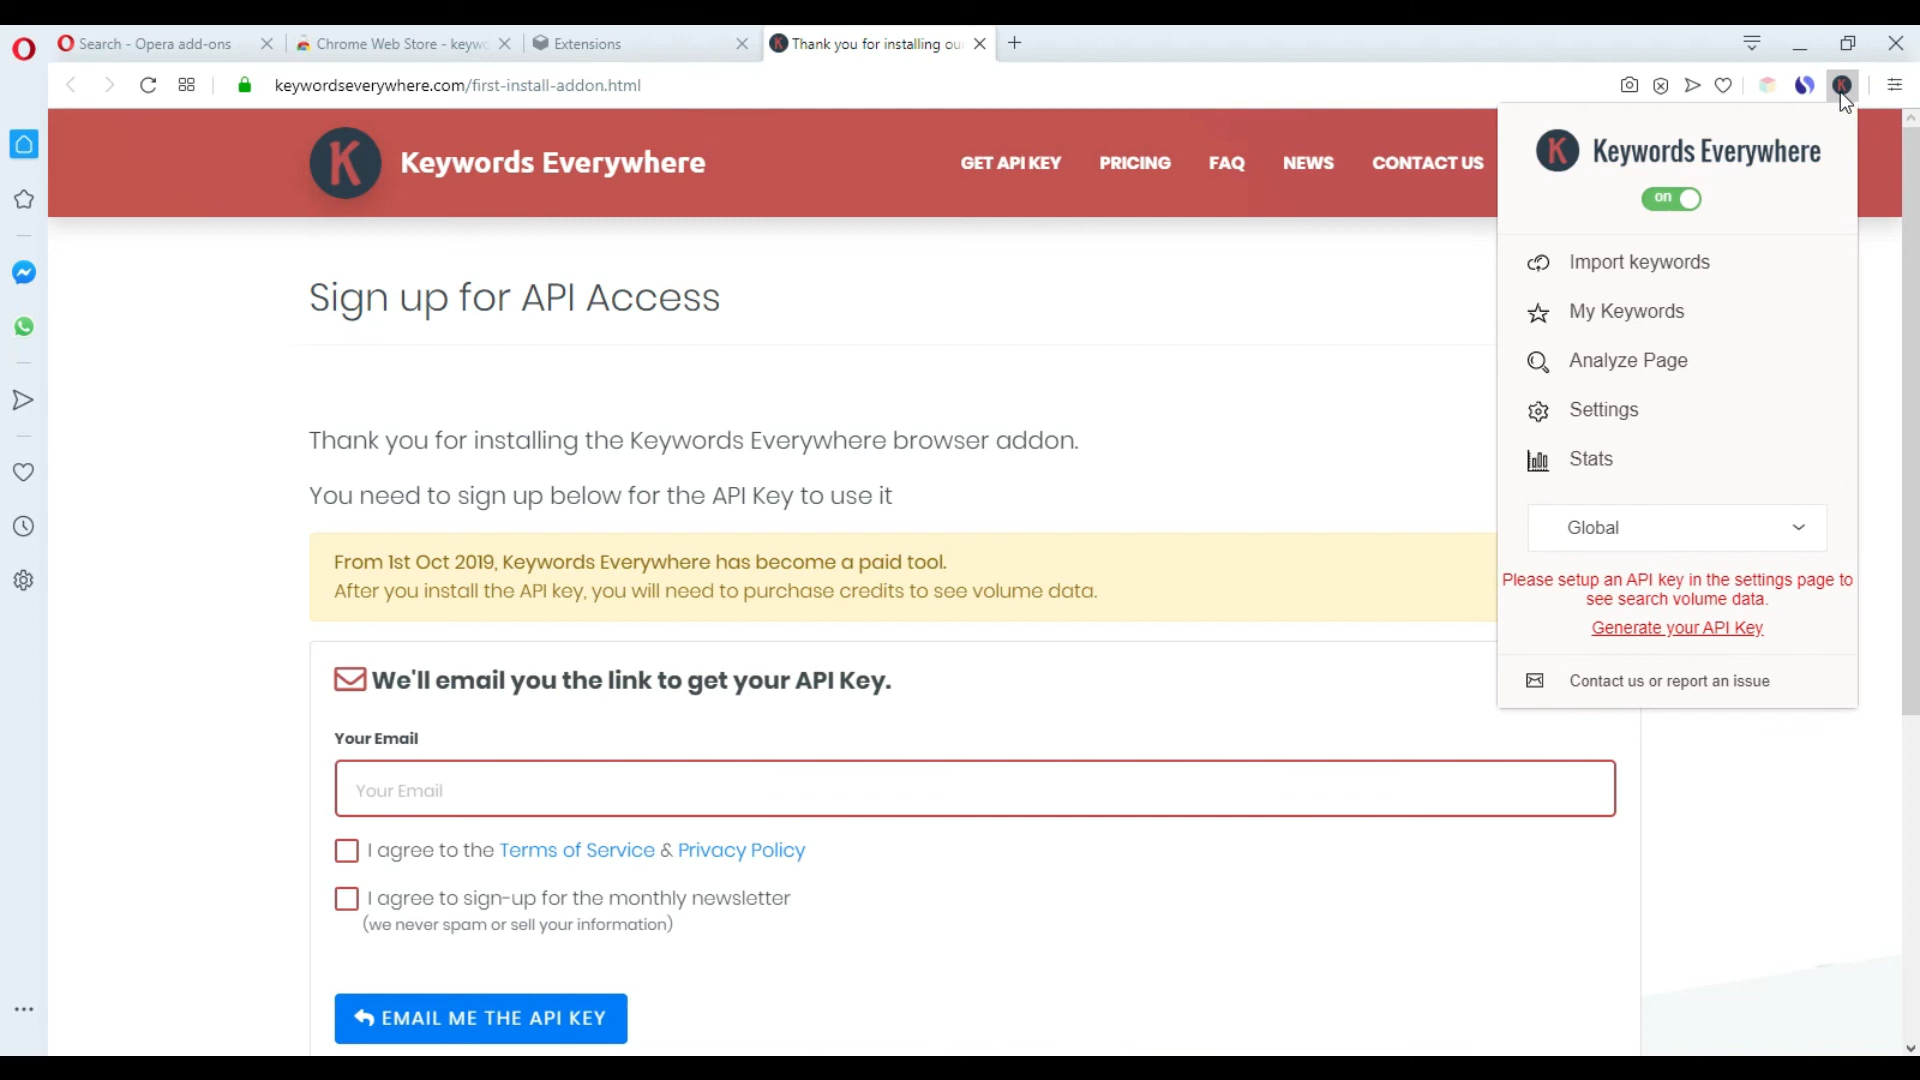 Search - Opera add-ons
Chrome Web Store - keywo
Extensions
Thank you for installing ou
keywordseverywhere.com/first-install-addon.html
K Keywords Everywhere
GET API KEY
PRICING
FAQ
NEWS
CONTACT US
K Keywords Everywhere
on
Import keywords
My Keywords
Analyze Page
Settings
Stats
Global
Please setup an API key in the settings page to
see search volume data.
Generate your API Key
Contact us or report an issue
Sign up for API Access
Thank you for installing the Keywords Everywhere browser addon.
You need to sign up below for the API Key to use it
From 1st Oct 2019, Keywords Everywhere has become a paid tool.
After you install the API key, you will need to purchase credits to see volume data.
We'll email you the link to get your API Key.
Your Email
Your Email
I agree to the Terms of Service & Privacy Policy
I agree to sign-up for the monthly newsletter
(we never spam or sell your information)
EMAIL ME THE API KEY